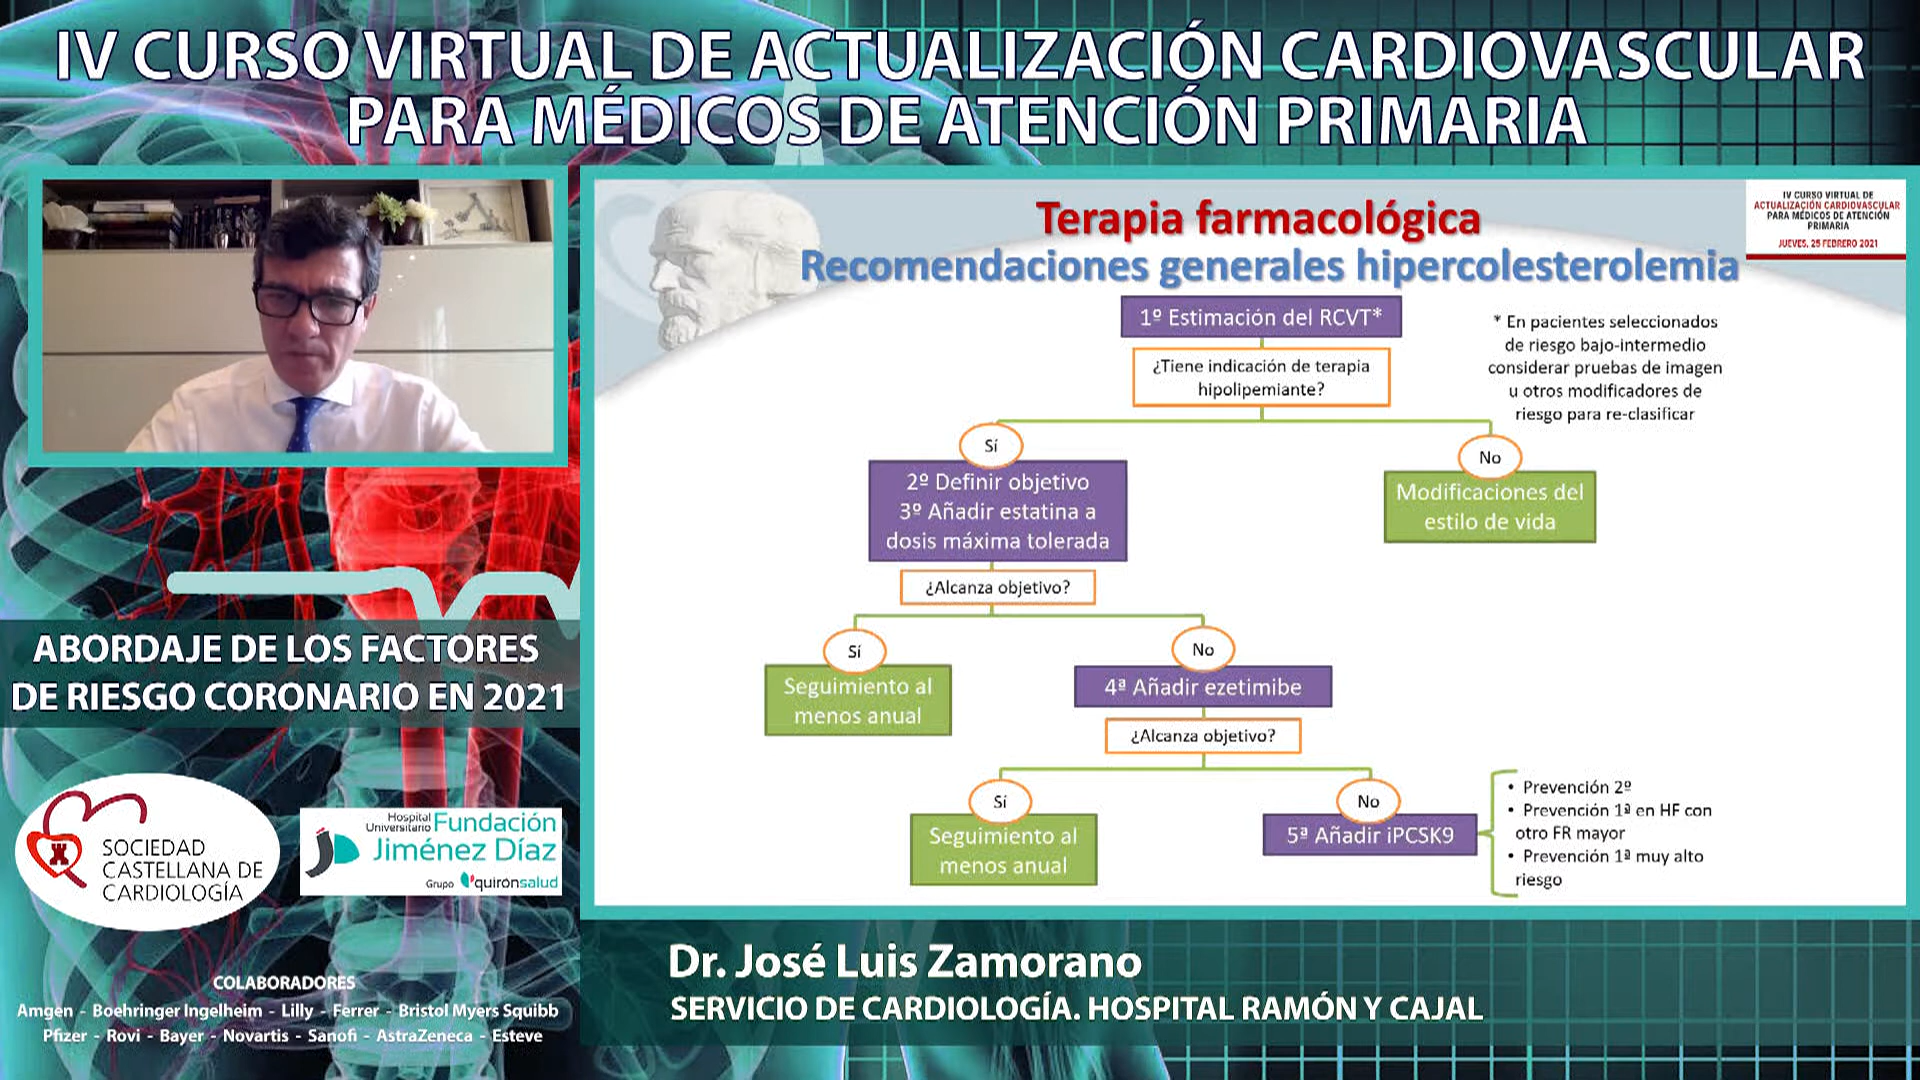 IV CURSO VIRTUAL DE ACTUALIZACIÓN CARDIOVASCULAR
PARA MÉDICOS DE ATENCIÓN PRIMARIA
IV CURSO VIRTUAL DE
ACTUALIZACIÓN CARDIOVASCULAR
PARA MÉDICOS DE ATENCIÓN
PRIMARIA
JUEVES, 25 FEBRERO 2021
Terapia farmacológica
Recomendaciones generales hipercolesterolemia
1º Estimación del RCVT*
* En pacientes seleccionados
de riesgo bajo-intermedio
considerar pruebas de imagen
u otros modificadores de
riesgo para re-clasificar
¿Tiene indicación de terapia
hipolipemiante?
Sí
No
2º Definir objetivo
3º Añadir estatina a
dosis máxima tolerada
Modificaciones del
estilo de vida
¿Alcanza objetivo?
Sí
No
Seguimiento al
menos anual
4ª Añadir ezetimibe
¿Alcanza objetivo?
Sí
No
Seguimiento al
menos anual
5ª Añadir iPCSK9
• Prevención 2º
• Prevención 1ª en HF con
otro FR mayor
• Prevención 1ª muy alto
riesgo
ABORDAJE DE LOS FACTORES
DE RIESGO CORONARIO EN 2021
SOCIEDAD
CASTELLANA DE
CARDIOLOGÍA
Hospital
Universitario Fundación
Jiménez Díaz
Grupo quirónsalud
COLABORADORES
Amgen - Boehringer Ingelheim - Lilly - Ferrer - Bristol Myers Squibb
Pfizer - Rovi - Bayer - Novartis - Sanofi - AstraZeneca - Esteve
Dr. José Luis Zamorano
SERVICIO DE CARDIOLOGÍA. HOSPITAL RAMÓN Y CAJAL